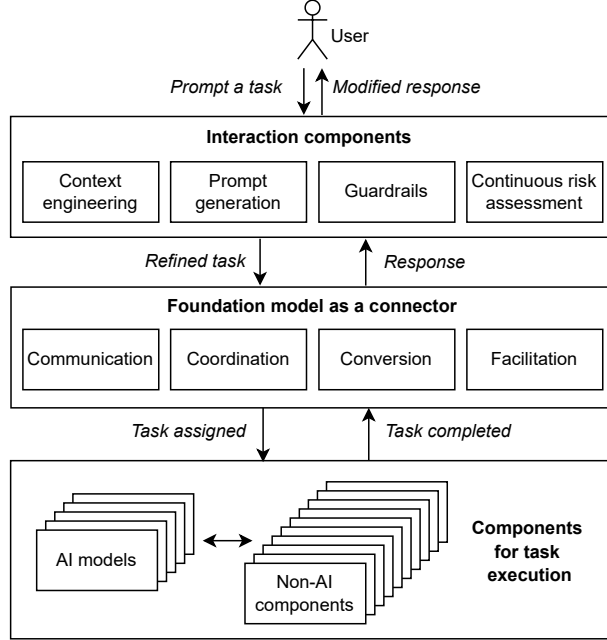 User
Prompt a task
Modified response
Interaction components
Context
engineering
Prompt
generation
Guardrails
Continuous risk
assessment
Refined task
Response
Foundation model as a connector
Communication
Coordination
Conversion
Facilitation
Task assigned
Task completed
AI models
Non-AI
components
Components
for task
execution